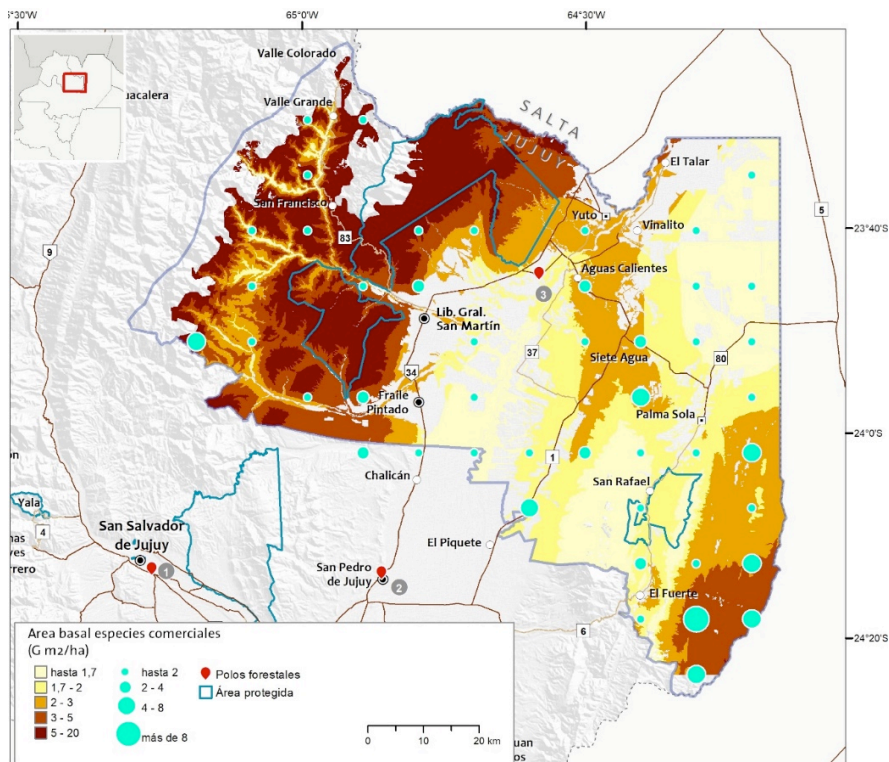 5°30'W
65°0'W
64°30'W
Valle Colorado
uacalera
Valle Grande
SALTA
JUJUY
El Talar
San Francisco
Yuto
Vinalito
5
23°40'S
83
9
Aguas Calientes
3
Lib. Gral.
San Martín
37
Siete Agua
80
34
Fraile
Pintado
Palma Sola
24°0'S
1
Chalicán
San Rafael
Yala
4
San Salvador
de Jujuy
El Piquete
1
San Pedro
de Jujuy
2
El Fuerte
6
24°20'S
Area basal especies comerciales
(G m2/ha)
hasta 1,7
1,7 - 2
2 - 3
3 - 5
5 - 20
hasta 2
2 - 4
4 - 8
más de 8
Polos forestales
Área protegida
0 10 20 km
uan
os